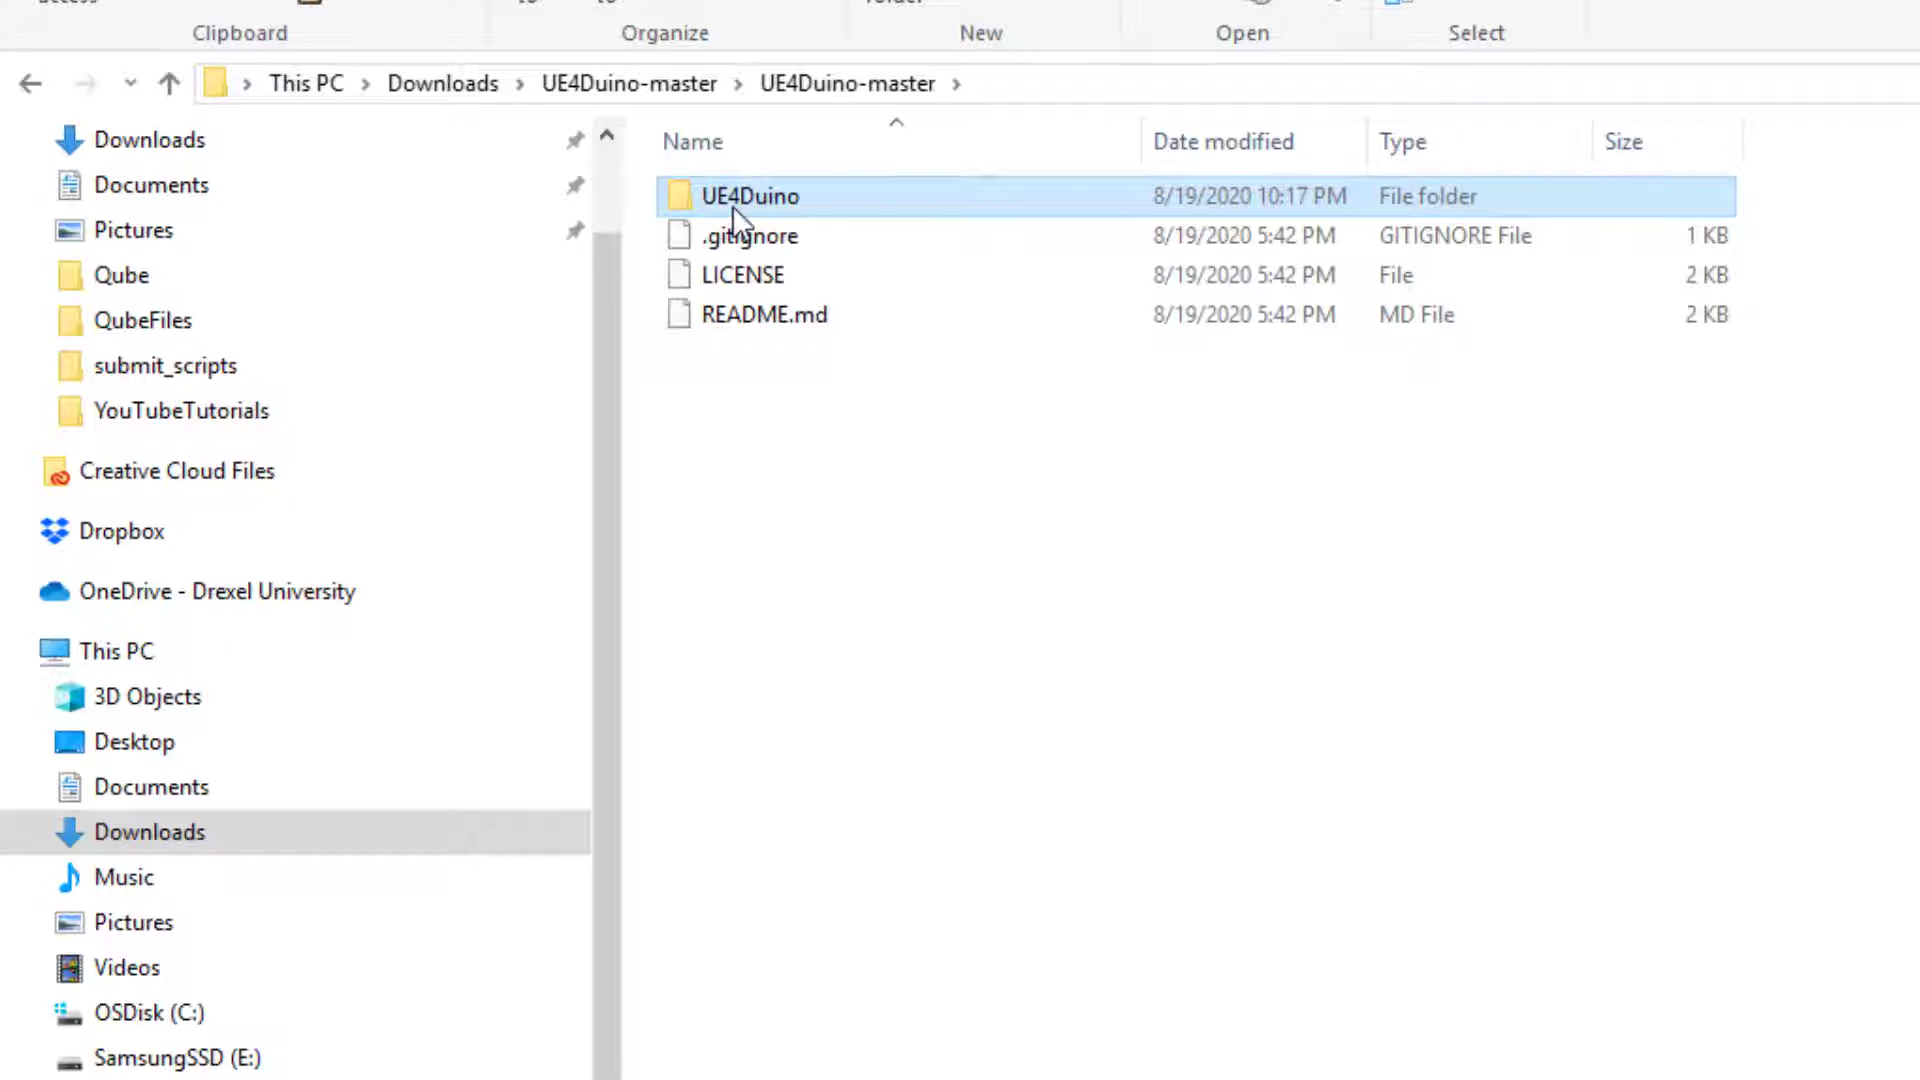 Clipboard Organize New Open Select
This PC Downloads UE4Duino-master UE4Duino-master
Downloads
Documents
Pictures
Qube
QubeFiles
submit_scripts
YouTubeTutorials
Creative Cloud Files
Dropbox
OneDrive - Drexel University
This PC
3D Objects
Desktop
Documents
Downloads
Music
Pictures
Videos
OSDisk (C:)
SamsungSSD (E:)
Name Date modified Type Size
UE4Duino 8/19/2020 10:17 PM File folder
.gitignore 8/19/2020 5:42 PM GITIGNORE File 1 KB
LICENSE 8/19/2020 5:42 PM File 2 KB
README.md 8/19/2020 5:42 PM MD File 2 KB